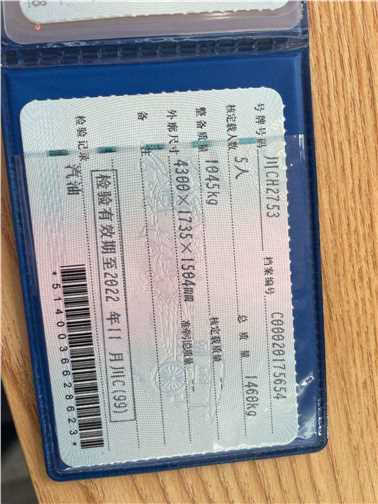 号牌号码 川CH2753 档案编号 C00020175654
核定载人数 5人 总质量 1460kg
整备质量 1045kg 核定载质量
外廓尺寸 4300×1735×1504mm 准牵引总质量
备注
检验记录 检验有效期至2022年11月川C(99)
汽油
*5140036628623*